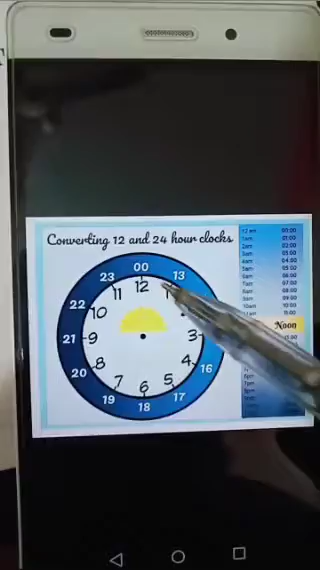 Converting 12 and 24 hour clocks
00
23
13
12
11
22
10
21
9
3
20
8
16
7
5
6
19
17
18
12 am 00:00
1am 01:00
2am 02:00
3am 03:00
4am 04:00
5am 05:00
6am 06:00
7am 07:00
8am 08:00
9am 09:00
10am 10:00
11am 11:00
Noon